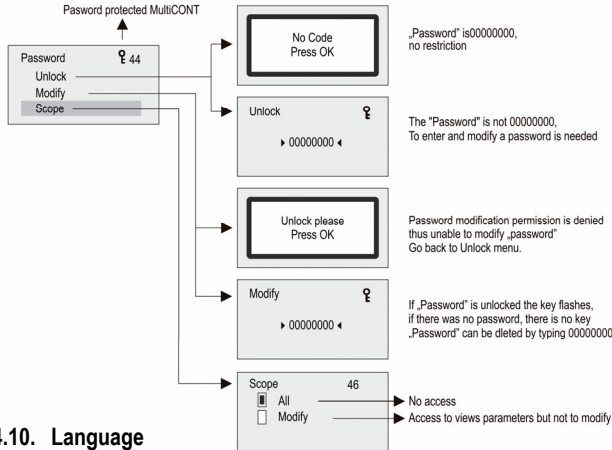 Pasword protected MultiCONT
Password 44
Unlock
Modify
Scope
No Code
Press OK
„Password” is00000000,
no restriction
Unlock
00000000
The "Password" is not 00000000,
To enter and modify a password is needed
Unlock please
Press OK
Password modification permission is denied
thus unable to modify „password”
Go back to Unlock menu.
Modify
00000000
If „Password” is unlocked the key flashes,
if there was no password, there is no key
„Password” can be dleted by typing 00000000
Scope 46
All
No access
Modify
Access to views parameters but not to modify
4.10. Language